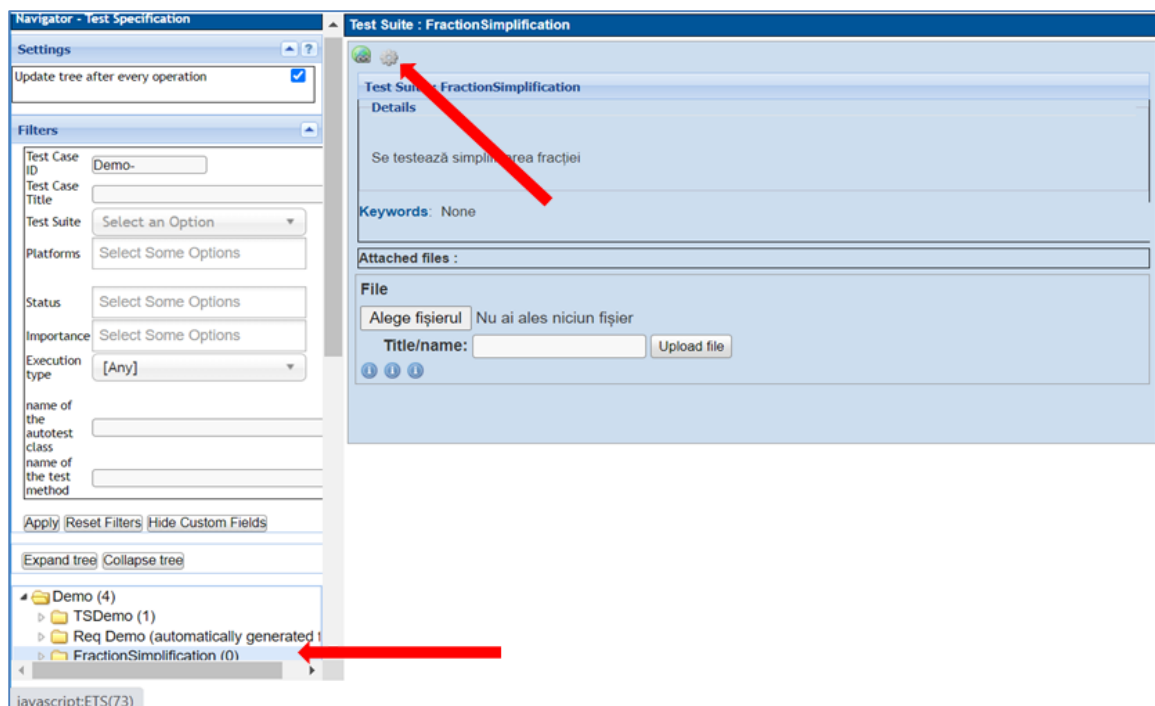 Navigator - Test Specification
Settings
?
Update tree after every operation
Filters
Test Case
ID
Demo-
Test Case
Title
Test Suite
Select an Option
Platforms
Select Some Options
Status
Select Some Options
Importance
Select Some Options
Execution
type
[Any]
name of
the
autotest
class
name of
the test
method
Apply
Reset Filters
Hide Custom Fields
Expand tree
Collapse tree
Demo (4)
TSDemo (1)
Req Demo (automatically generated
FractionSimplification (0)
javascript:ETS(73)
Test Suite : FractionSimplification
Test Suite : FractionSimplification
Details
Se testează simplificarea fracției
Keywords: None
Attached files :
File
Alege fișierul Nu ai ales niciun fișier
Title/name:
Upload file